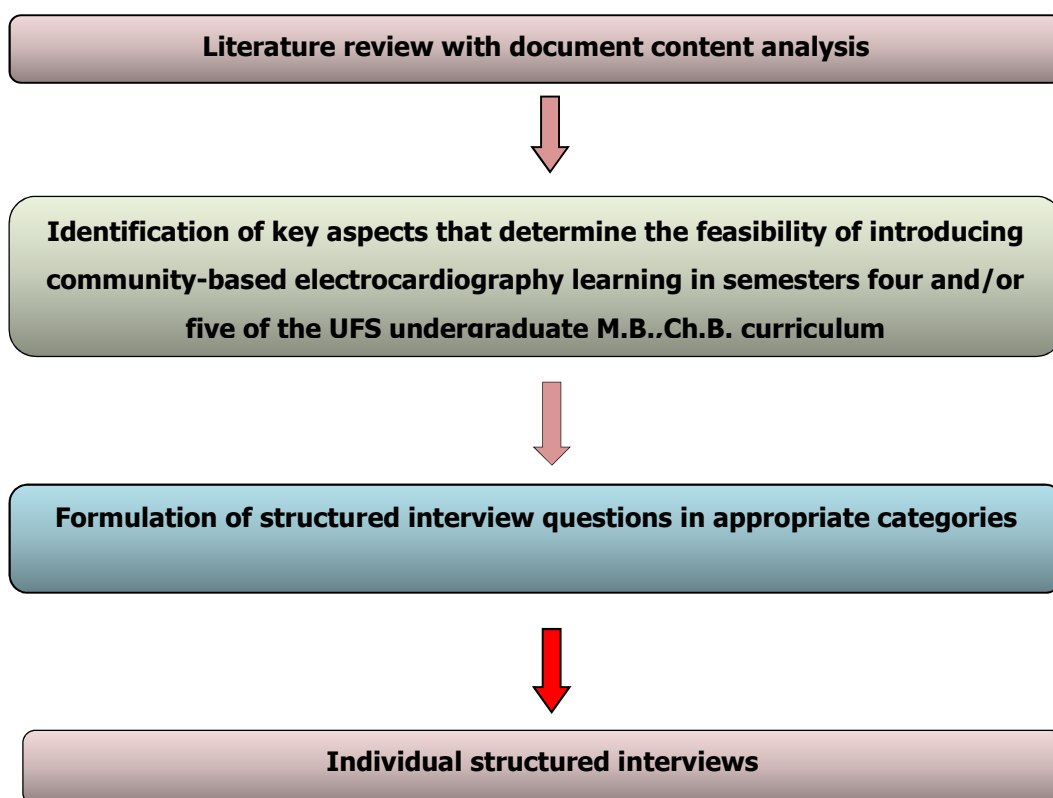 Literature review with document content analysis
Identification of key aspects that determine the feasibility of introducing
community-based electrocardiography learning in semesters four and/or
five of the UFS undergraduate M.B.,Ch.B. curriculum
Formulation of structured interview questions in appropriate categories
Individual structured interviews